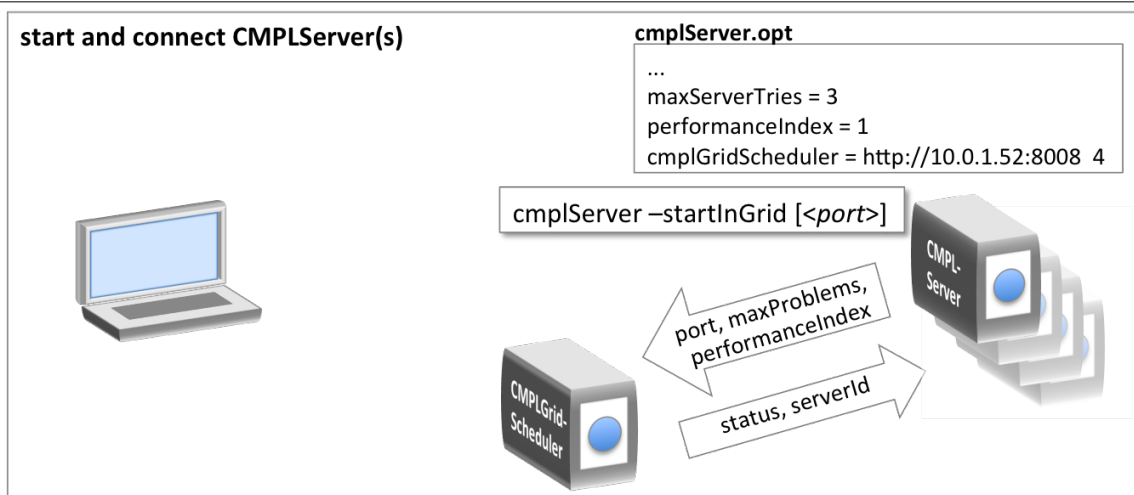 start and connect CMPLServer(s)
cmplServer.opt
...
maxServerTries = 3
performanceIndex = 1
cmplGridScheduler = http://10.0.1.52:8008 4
cmplServer –startInGrid [<port>]
CMPL-
Server
port, maxProblems,
performanceIndex
CMPLGrid-
Scheduler
status, serverId